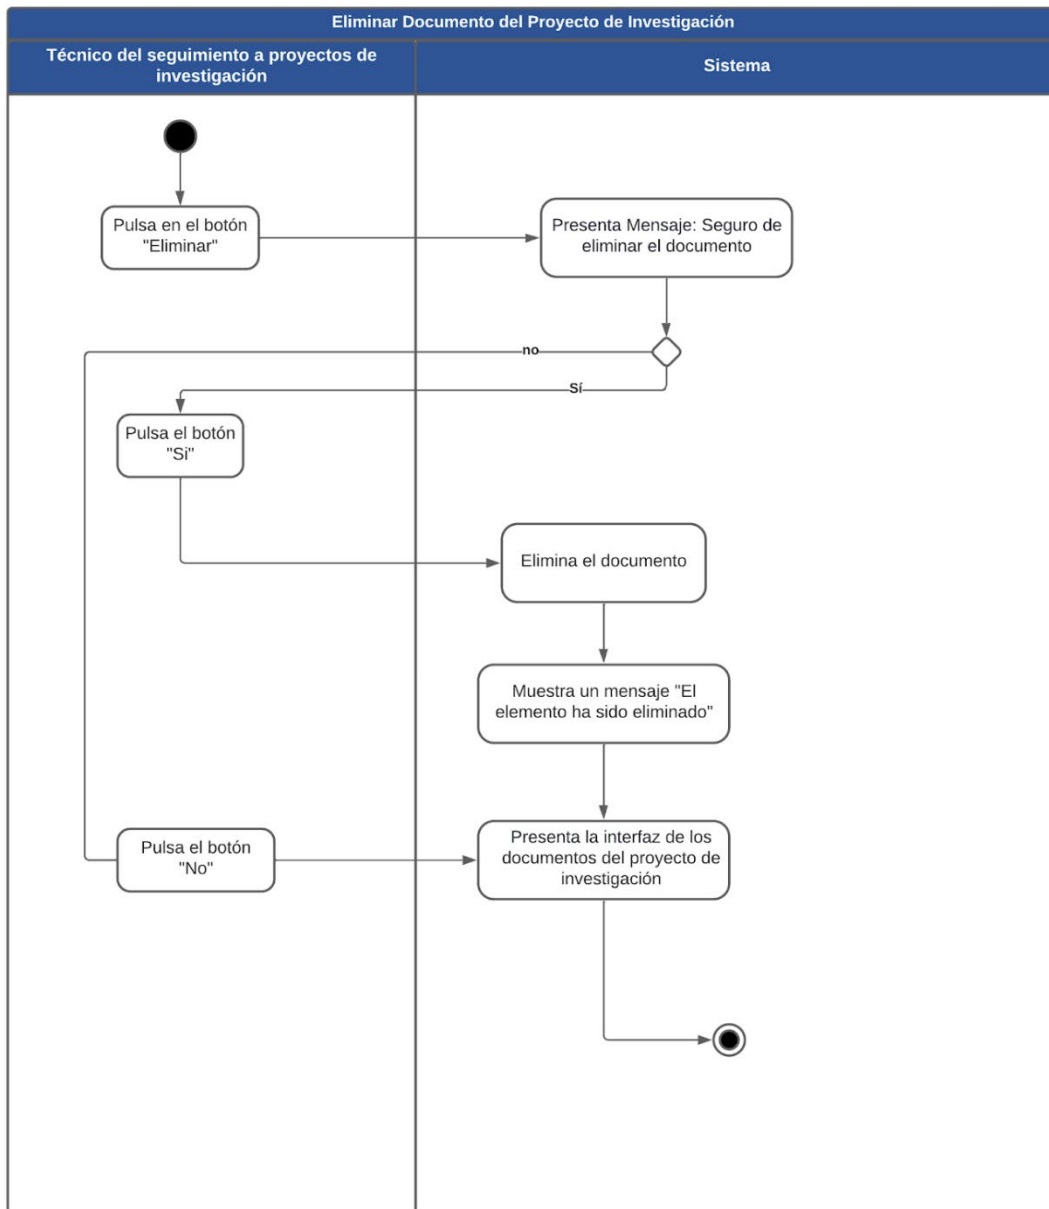 Eliminar Documento del Proyecto de Investigación
Técnico del seguimiento a proyectos de
investigación
Sistema
Pulsa en el botón
"Eliminar"
Presenta Mensaje: Seguro de
eliminar el documento
no
Sí
Pulsa el botón
"Si"
Elimina el documento
Muestra un mensaje "El
elemento ha sido eliminado"
Pulsa el botón
"No"
Presenta la interfaz de los
documentos del proyecto de
investigación